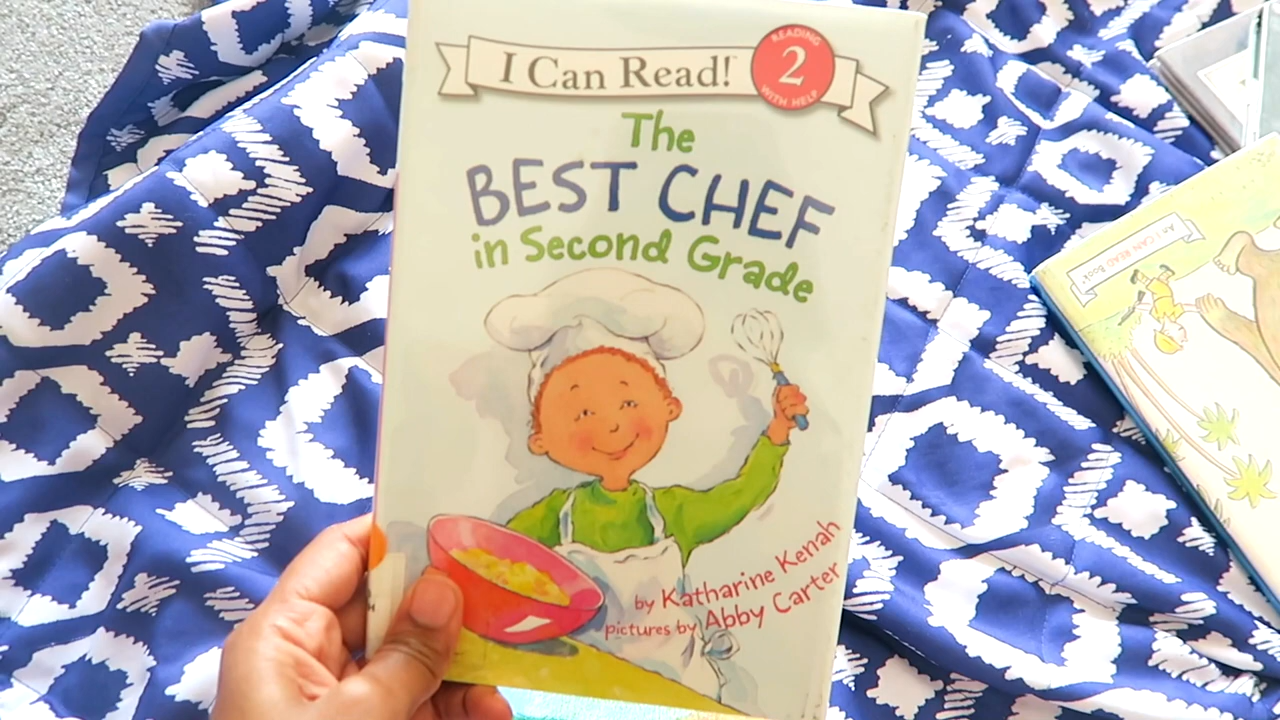 I Can Read!
READING
2
WITH HELP
The
BEST CHEF
in Second Grade
by Katharine Kenah
pictures by Abby Carter
AN I CAN READ BOOK